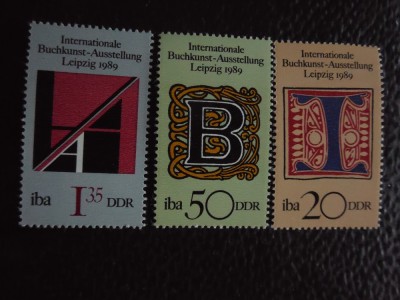 Internationale
Buchkunst-Ausstellung
Leipzig 1989
A
iba 1 35 DDR
Internationale
Buchkunst-Ausstellung
Leipzig 1989
B
iba 50 DDR
Internationale
Buchkunst-Ausstellung
Leipzig 1989
I
iba 20 DDR